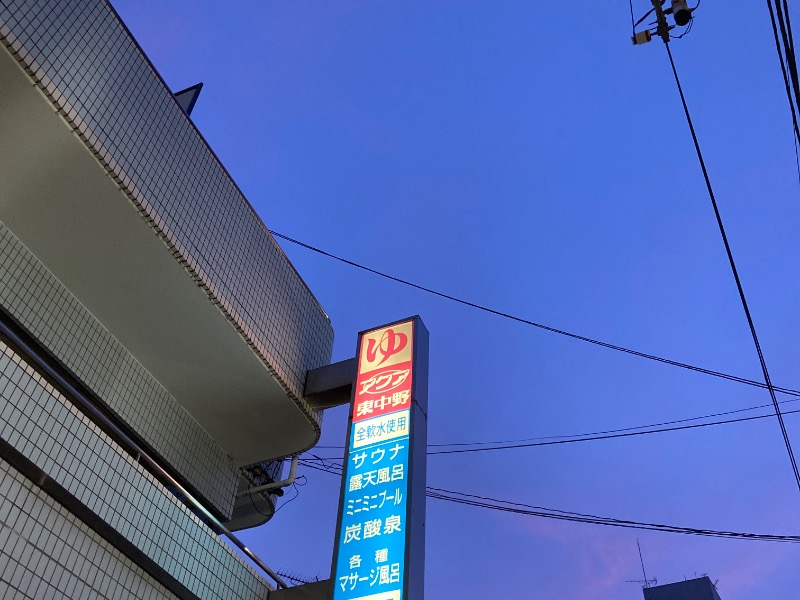 ゆ
アクア
東中野
全軟水使用
サウナ
露天風呂
ミニミニプール
炭酸泉
各種
マサージ風呂